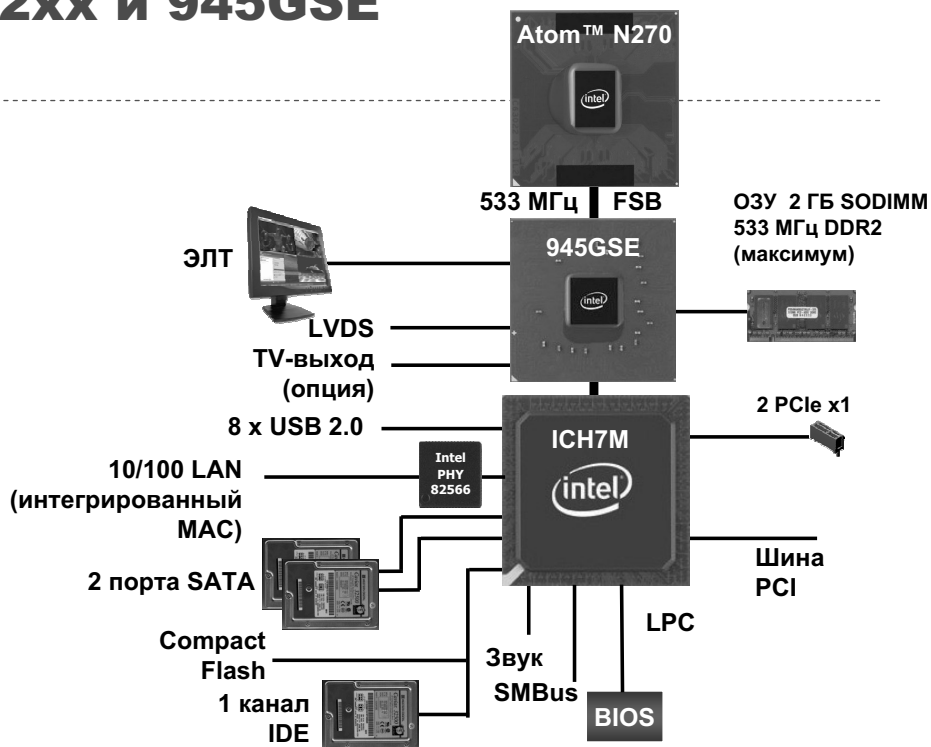 2xx и 945GSE
Atom™ N270
intel
533 МГц FSB
ОЗУ 2 ГБ SODIMM
533 МГц DDR2
(максимум)
ЭЛТ
945GSE
intel
LVDS
TV-выход
(опция)
2 PCIe x1
8 x USB 2.0
ICH7M
intel
Intel
PHY
82566
10/100 LAN
(интегрированный
MAC)
2 порта SATA
Шина
PCI
LPC
Compact
Flash
Звук
SMBus
1 канал
IDE
BIOS